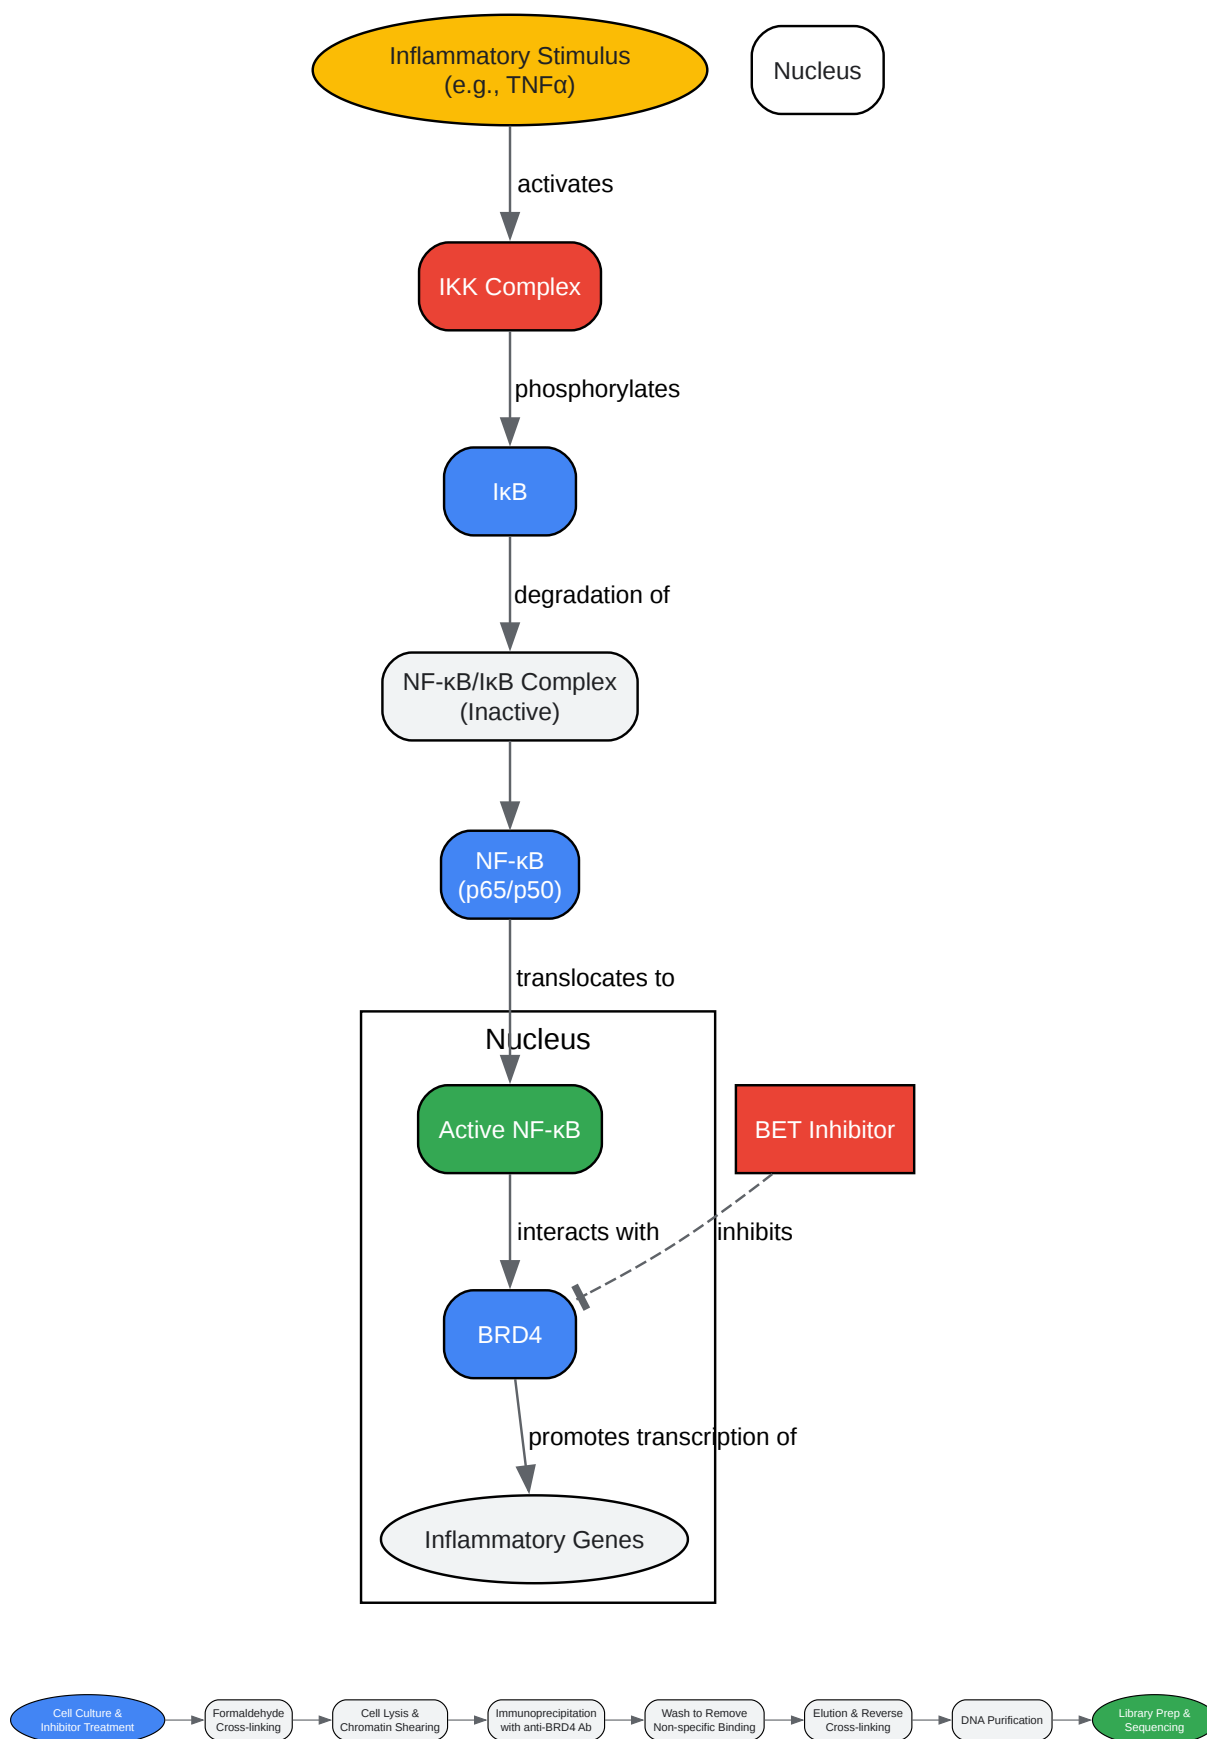 Inflammatory Stimulus
(e.g., TNFα)
Nucleus
activates
IKK Complex
phosphorylates
IκB
degradation of
NF-κB/IκB Complex
(Inactive)
NF-κB
(p65/p50)
translocates to
Nucleus
Active NF-κB
BET Inhibitor
interacts with
inhibits
BRD4
promotes transcription of
Inflammatory Genes
Cell Culture &
Inhibitor Treatment
Formaldehyde
Cross-linking
Cell Lysis &
Chromatin Shearing
Immunoprecipitation
with anti-BRD4 Ab
Wash to Remove
Non-specific Binding
Elution & Reverse
Cross-linking
DNA Purification
Library Prep &
Sequencing